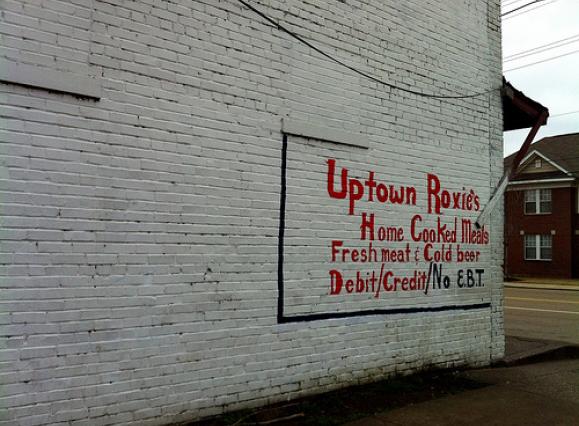 Uptown Roxie's
Home Cooked Meals
Fresh meat & Cold beer
Debit/Credit/No E.B.T.